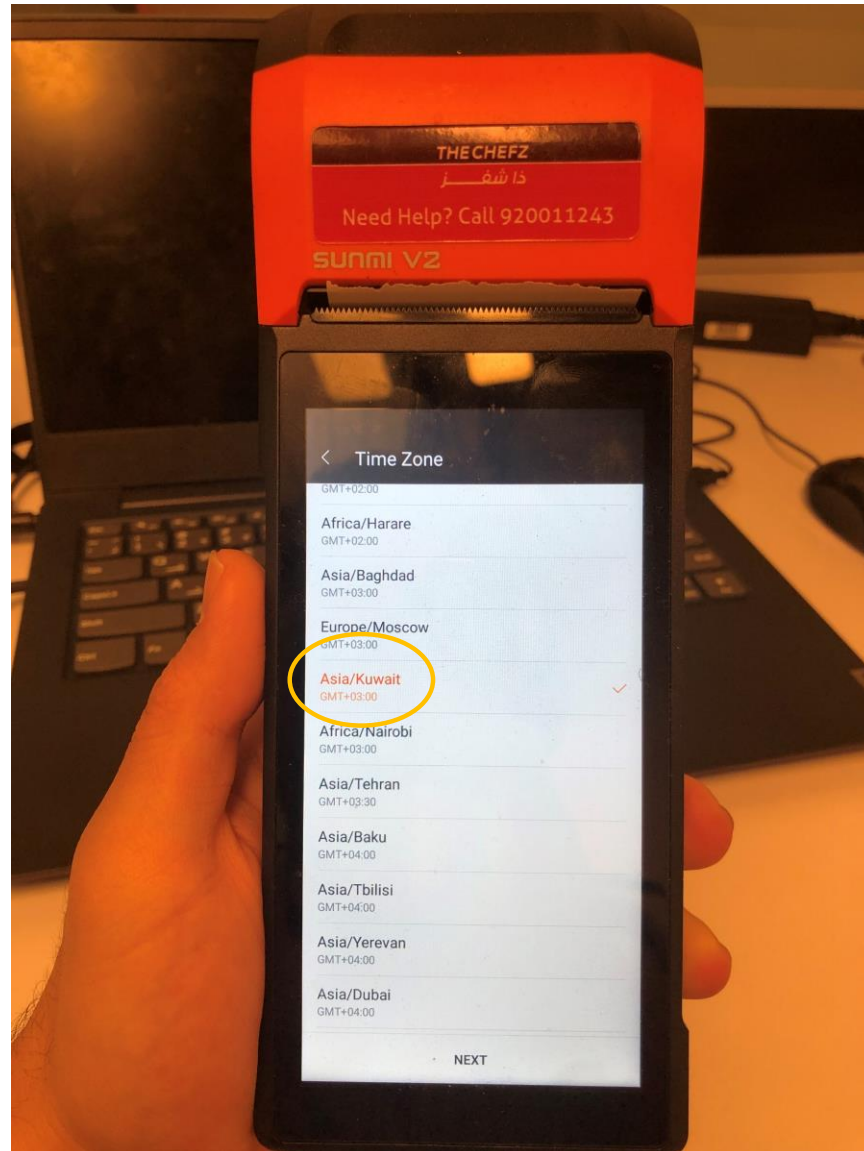 THE CHEFZ
ذا شفــــز
Need Help? Call 920011243
SUNMI V2
Time Zone
GMT+02:00
Africa/Harare
GMT+02:00
Asia/Baghdad
GMT+03:00
Europe/Moscow
GMT+03:00
Asia/Kuwait
GMT+03:00
Africa/Nairobi
GMT+03:00
Asia/Tehran
GMT+03:30
Asia/Baku
GMT+04:00
Asia/Tbilisi
GMT+04:00
Asia/Yerevan
GMT+04:00
Asia/Dubai
GMT+04:00
NEXT